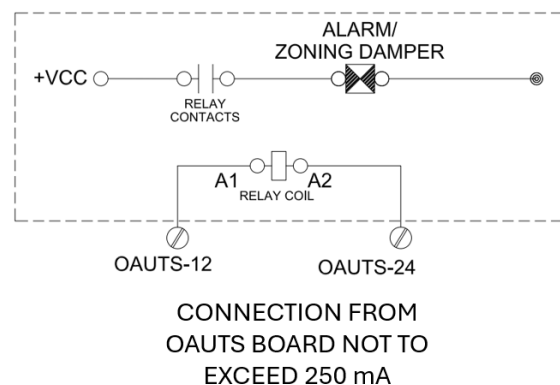 ALARM/
ZONING DAMPER
+VCC
RELAY
CONTACTS
A1
A2
RELAY COIL
OAUTS-12
OAUTS-24
CONNECTION FROM
OAUTS BOARD NOT TO
EXCEED 250 mA